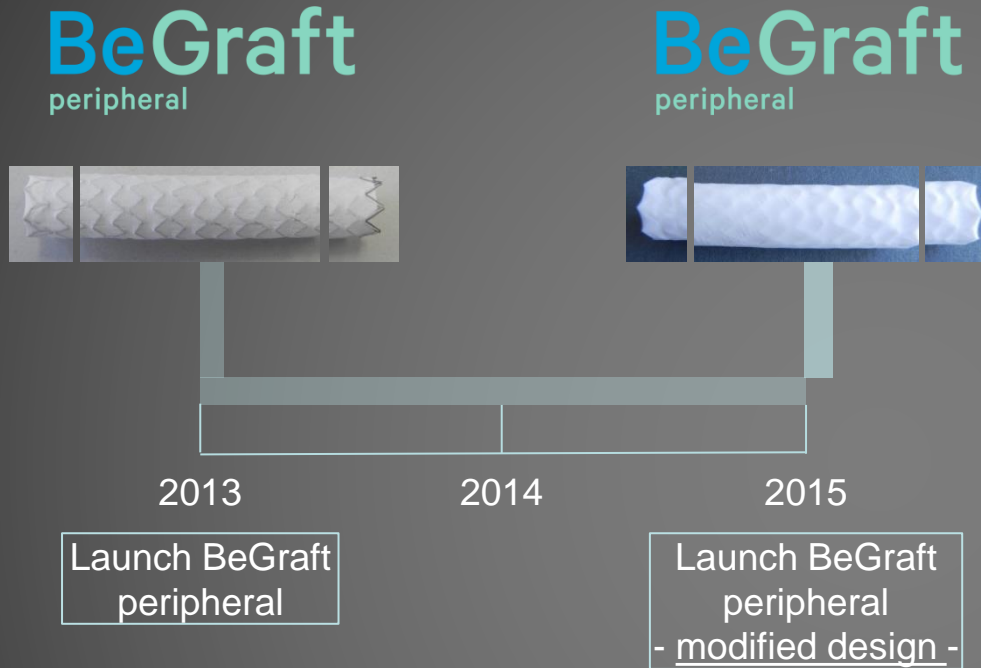 BeGraft
peripheral
BeGraft
peripheral
2013
2014
2015
Launch BeGraft
peripheral
Launch BeGraft
peripheral
- modified design -